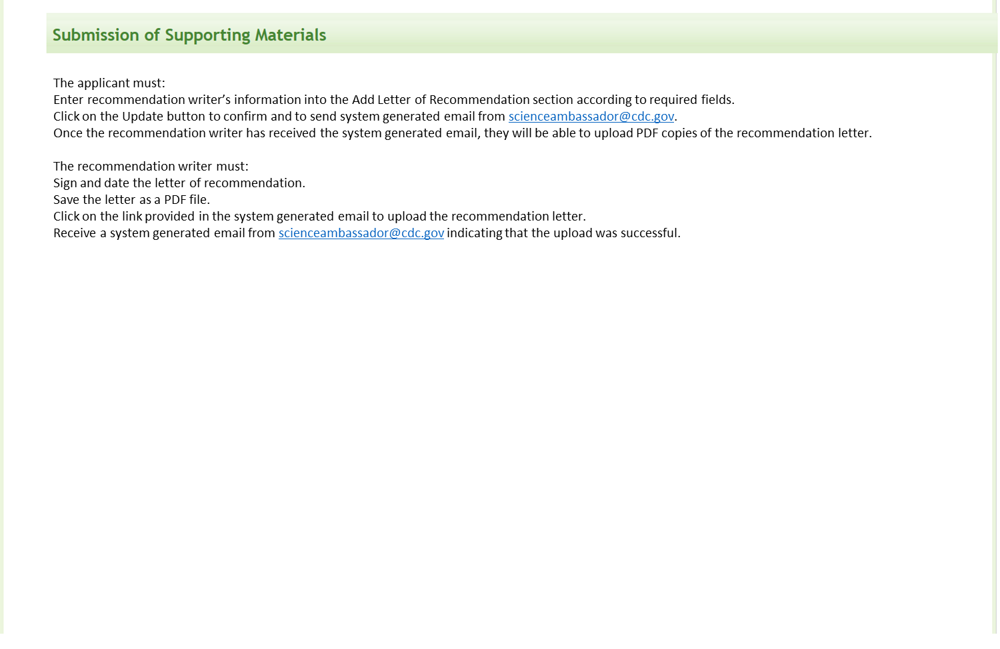 Submission of Supporting Materials
The applicant must:
Enter recommendation writer’s information into the Add Letter of Recommendation section according to required fields.
Click on the Update button to confirm and to send system generated email from scienceambassador@cdc.gov.
Once the recommendation writer has received the system generated email, they will be able to upload PDF copies of the recommendation letter.
The recommendation writer must:
Sign and date the letter of recommendation.
Save the letter as a PDF file.
Click on the link provided in the system generated email to upload the recommendation letter.
Receive a system generated email from scienceambassador@cdc.gov indicating that the upload was successful.